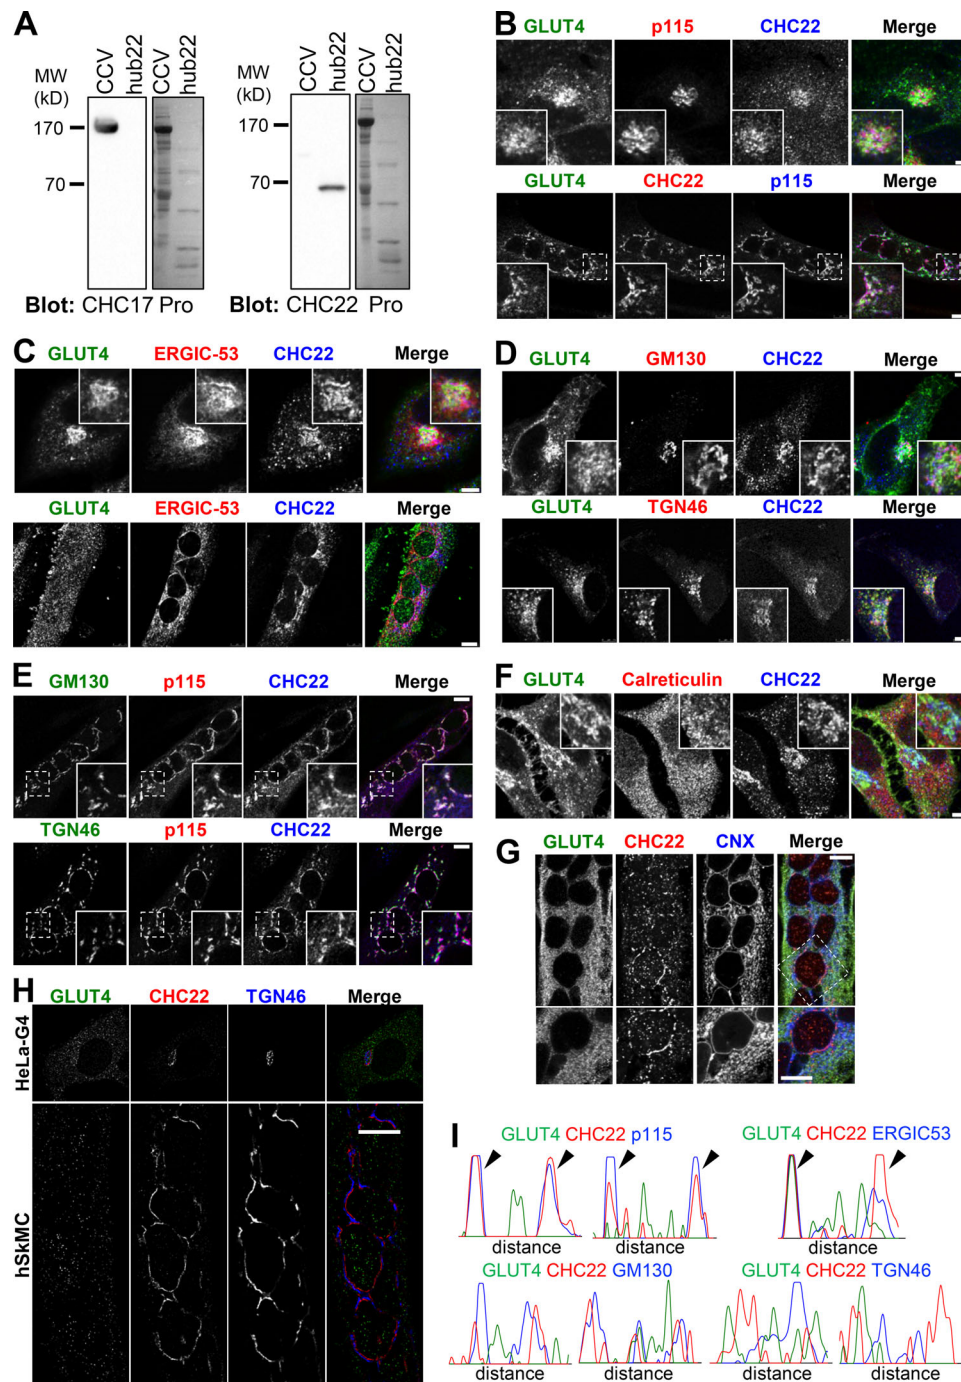 A
MW
(kD)
CCV
hub22
CCV
hub22
CCV
hub22
CCV
hub22
170
70
170
70
Blot: CHC17 Pro
Blot: CHC22 Pro
B
GLUT4 p115 CHC22 Merge
GLUT4 CHC22 p115 Merge
C
GLUT4 ERGIC-53 CHC22 Merge
GLUT4 ERGIC-53 CHC22 Merge
D
GLUT4 GM130 CHC22 Merge
GLUT4 TGN46 CHC22 Merge
E
GM130 p115 CHC22 Merge
TGN46 p115 CHC22 Merge
F
GLUT4 Calreticulin CHC22 Merge
G
GLUT4 CHC22 CNX Merge
H
GLUT4 CHC22 TGN46 Merge
HeLa-G4
hSkMC
I
GLUT4 CHC22 p115
GLUT4 CHC22 ERGIC53
distance
distance
distance
GLUT4 CHC22 GM130
GLUT4 CHC22 TGN46
distance
distance
distance
distance